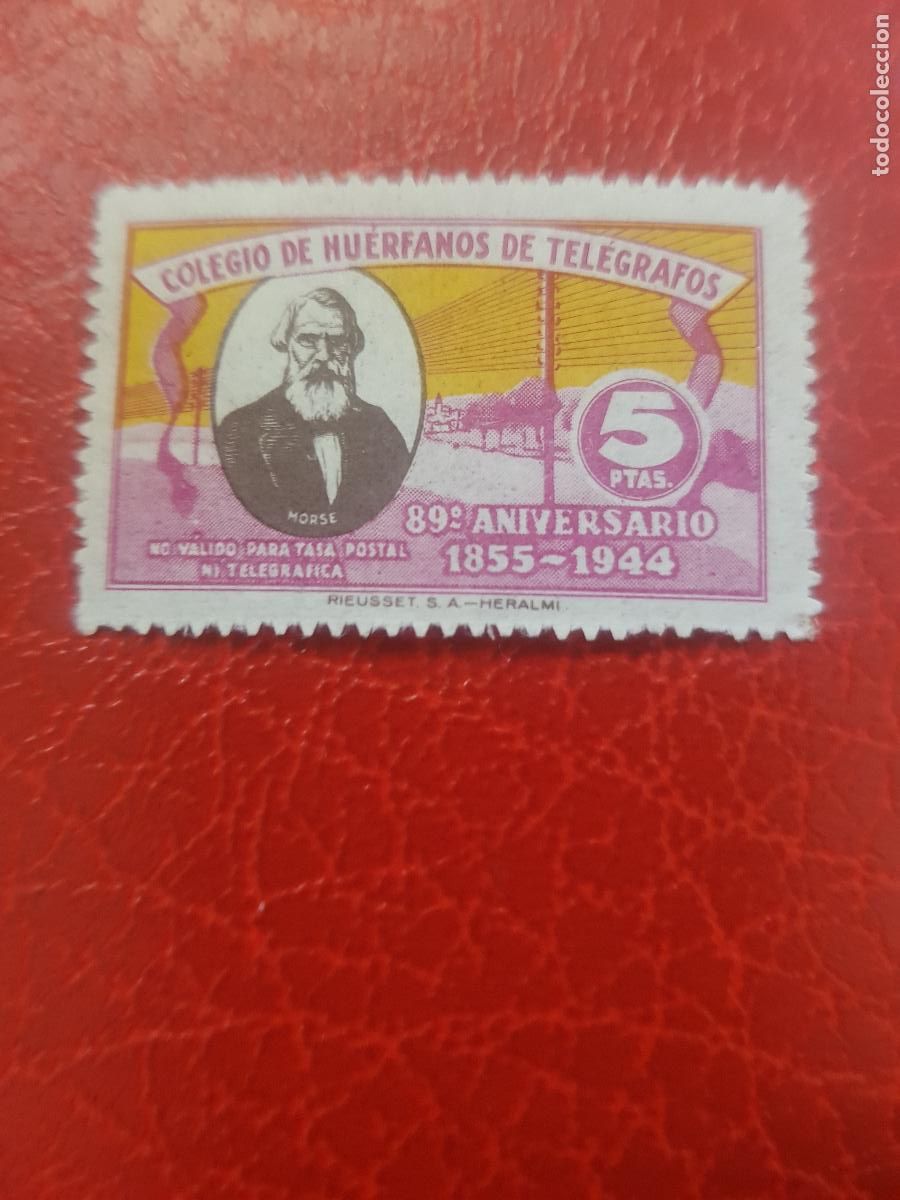 todocoleccion
COLEGIO DE HUÉRFANOS DE TELÉGRAFOS
5
PTAS.
MORSE
89º ANIVERSARIO
1855-1944
NO VÁLIDO PARA TASA POSTAL
NI TELEGRAFICA
RIEUSSET. S. A.-HERALMI